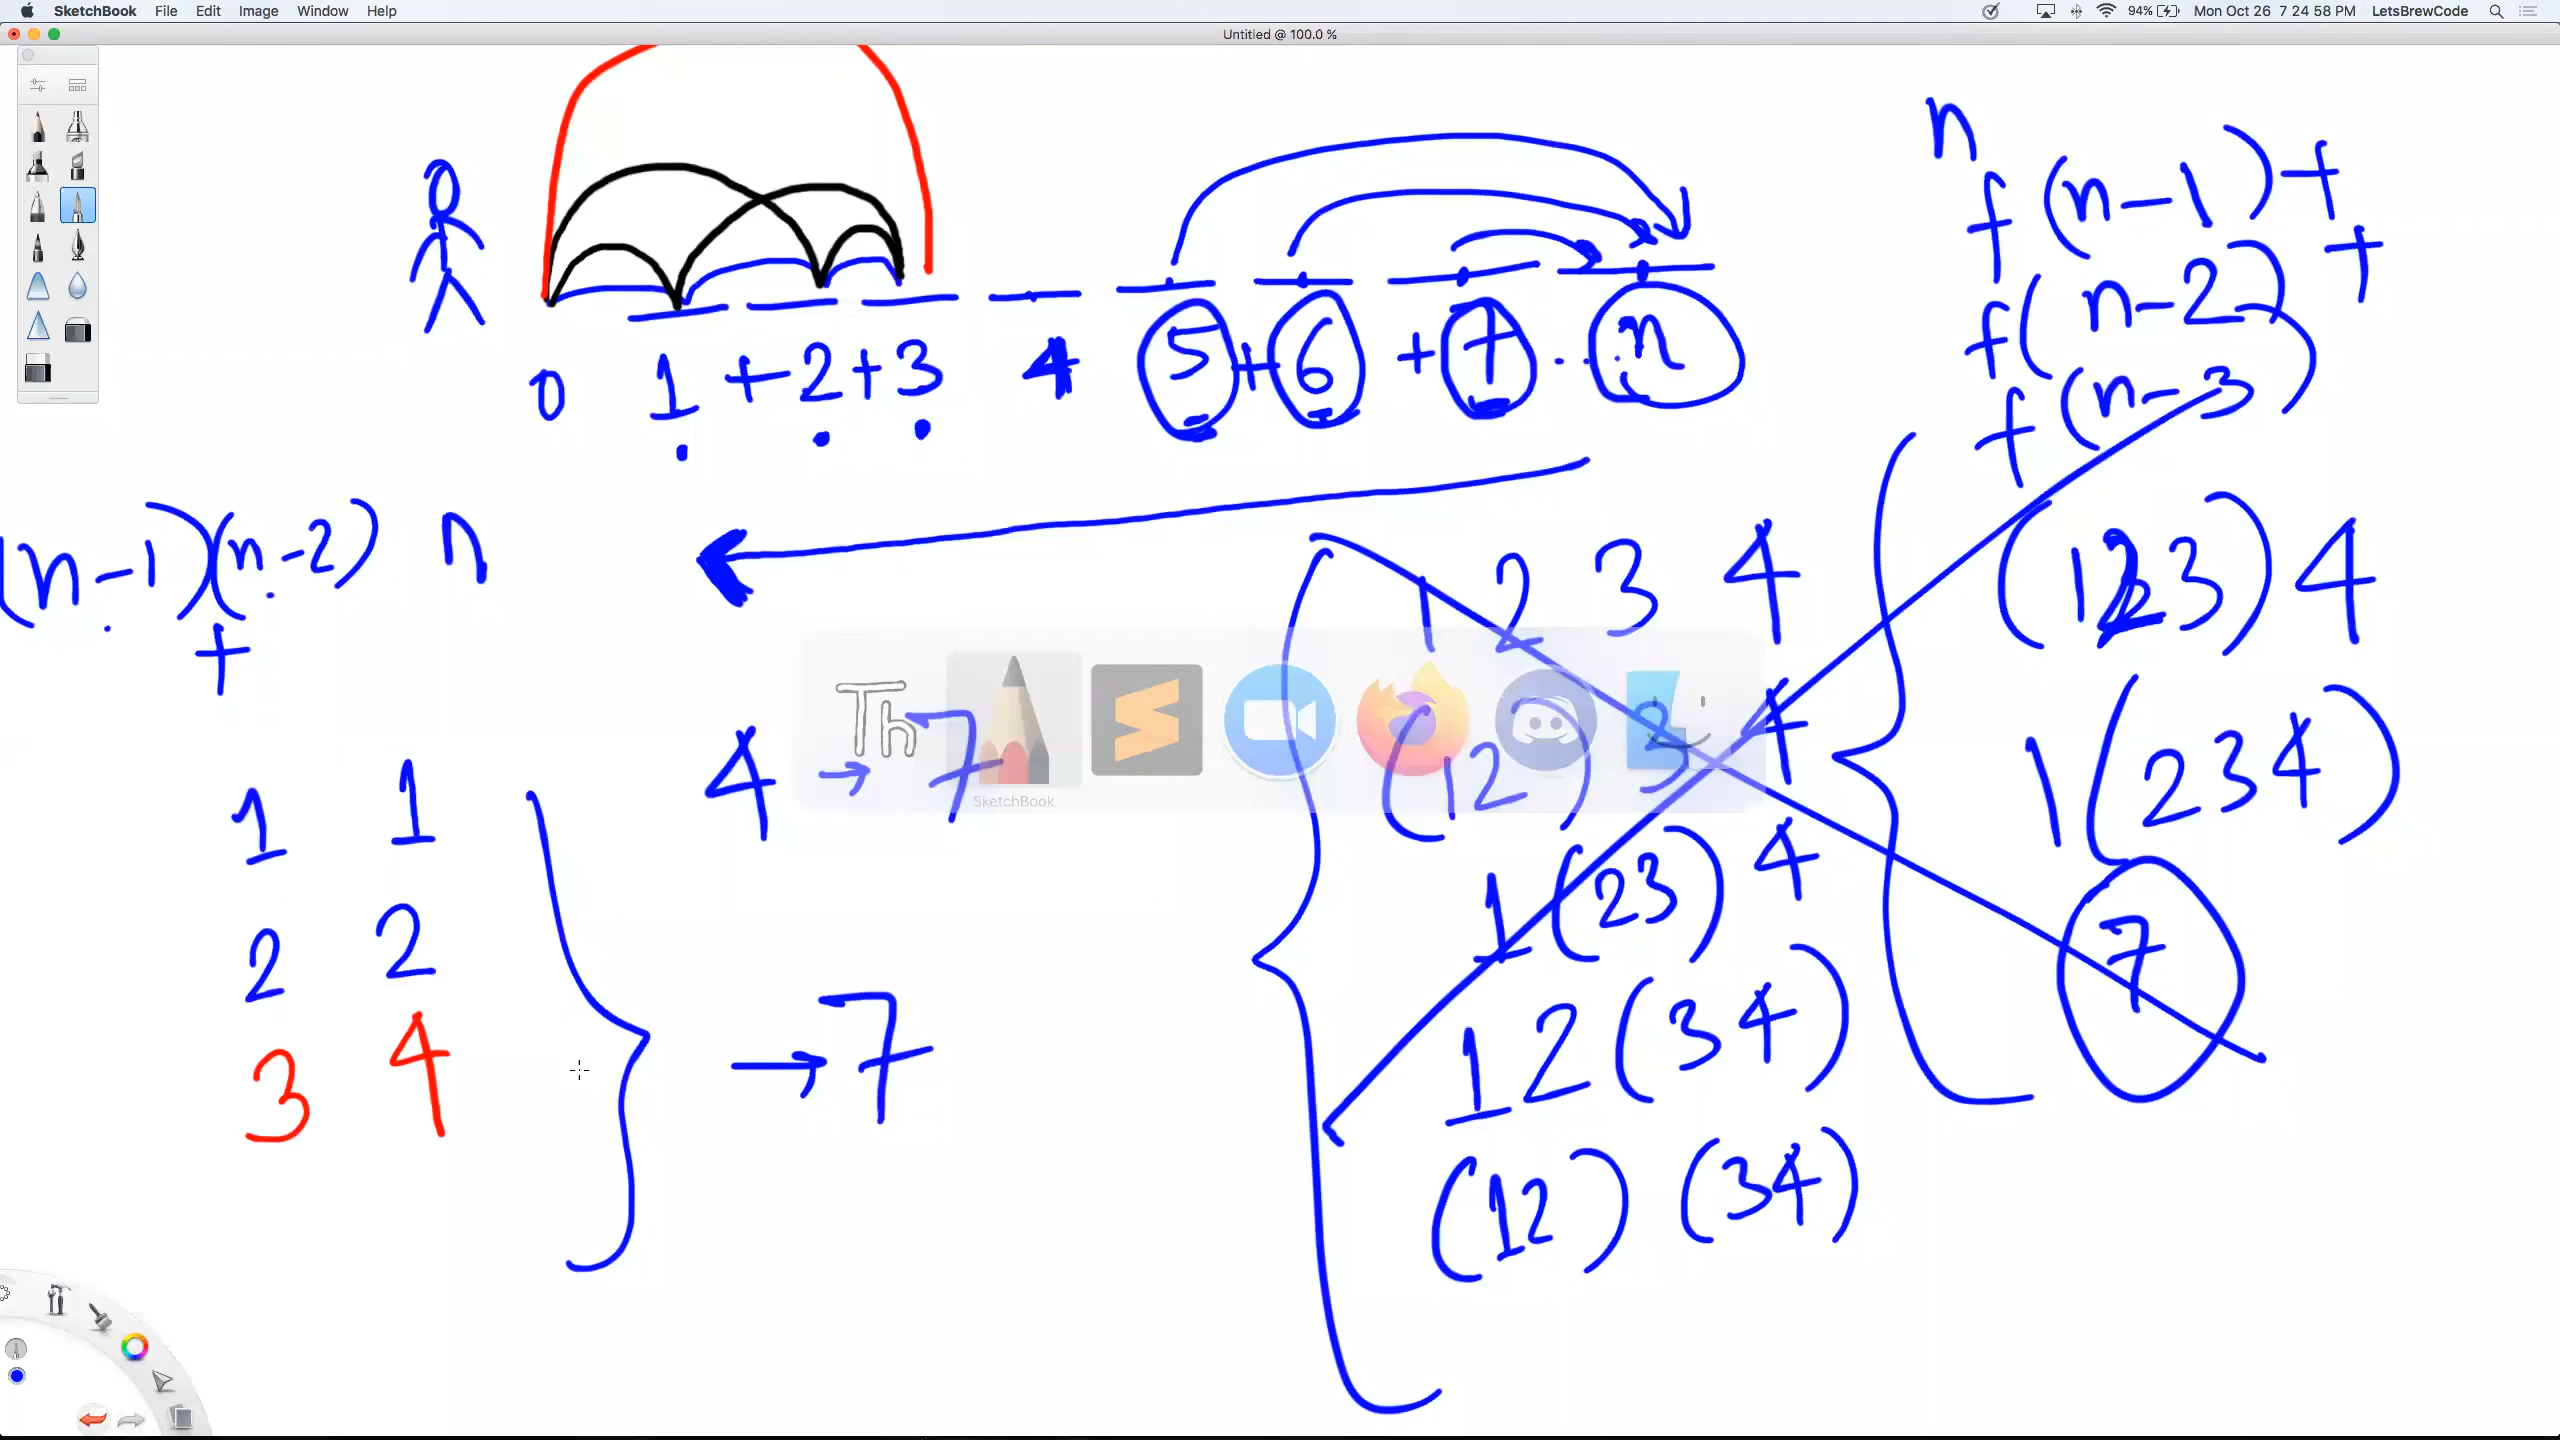 SketchBook File Edit Image Window Help 94% Mon Oct 26 7 24 58 PM LetsBrewCode
Untitled @ 100.0 %
n
f(n-1) +
f(n-2) +
f(n-3)
0 1 + 2 + 3 4 5 + 6 + 7 ... n
(n-1)(n-2) n
+
1 2 3 4
(12) 3 4
1 (23) 4
1 2 (34)
(12) (34)
(123) 4
1 (234)
7
Th
SketchBook
4 → 7
1 1
2 2
3 4
→ 7